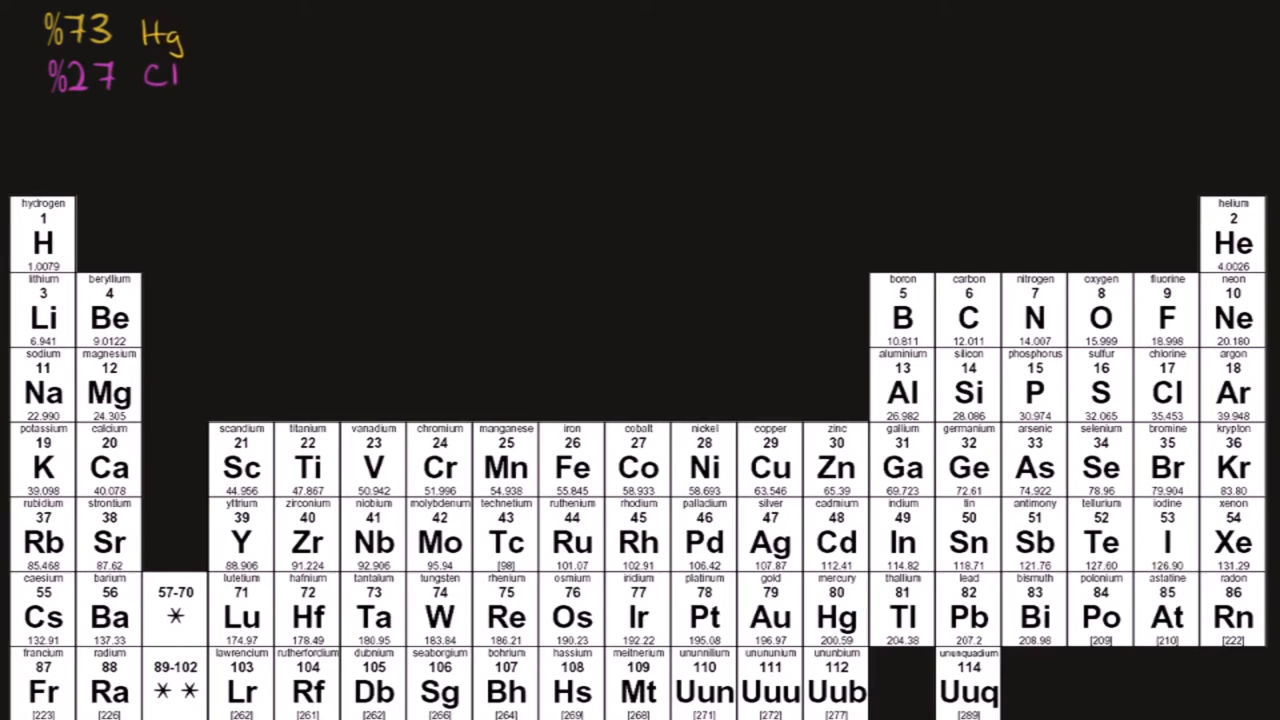 %73 Hg
%27 Cl
hydrogen helium
1 2
H He
1.0079 4.0026
lithium beryllium boron carbon nitrogen oxygen fluorine neon
3 4 5 6 7 8 9 10
Li Be B C N O F Ne
6.941 9.0122 10.811 12.011 14.007 15.999 18.998 20.180
sodium magnesium aluminium silicon phosphorus sulfur chlorine argon
11 12 13 14 15 16 17 18
Na Mg Al Si P S Cl Ar
22.990 24.305 26.982 28.086 30.974 32.065 35.453 39.948
potassium calcium scandium titanium vanadium chromium manganese iron cobalt nickel copper zinc gallium germanium arsenic selenium bromine krypton
19 20 21 22 23 24 25 26 27 28 29 30 31 32 33 34 35 36
K Ca Sc Ti V Cr Mn Fe Co Ni Cu Zn Ga Ge As Se Br Kr
39.098 40.078 44.956 47.867 50.942 51.996 54.938 55.845 58.933 58.693 63.546 65.39 69.723 72.61 74.922 78.96 79.904 83.80
rubidium strontium yttrium zirconium niobium molybdenum technetium ruthenium rhodium palladium silver cadmium indium tin antimony tellurium iodine xenon
37 38 39 40 41 42 43 44 45 46 47 48 49 50 51 52 53 54
Rb Sr Y Zr Nb Mo Tc Ru Rh Pd Ag Cd In Sn Sb Te I Xe
85.468 87.62 88.906 91.224 92.906 95.94 [98] 101.07 102.91 106.42 107.87 112.41 114.82 118.71 121.76 127.60 126.90 131.29
caesium barium lutetium hafnium tantalum tungsten rhenium osmium iridium platinum gold mercury thallium lead bismuth polonium astatine radon
55 56 57-70 71 72 73 74 75 76 77 78 79 80 81 82 83 84 85 86
Cs Ba * Lu Hf Ta W Re Os Ir Pt Au Hg Tl Pb Bi Po At Rn
132.91 137.33 174.97 178.49 180.95 183.84 186.21 190.23 192.22 195.08 196.97 200.59 204.38 207.2 208.98 [209] [210] [222]
francium radium lawrencium rutherfordium dubnium seaborgium bohrium hassium meitnerium ununnilium unununium ununbium ununquadium
87 88 89-102 103 104 105 106 107 108 109 110 111 112 114
Fr Ra * * Lr Rf Db Sg Bh Hs Mt Uun Uuu Uub Uuq
[223] [226] [262] [261] [262] [266] [264] [269] [268] [271] [272] [277] [289]